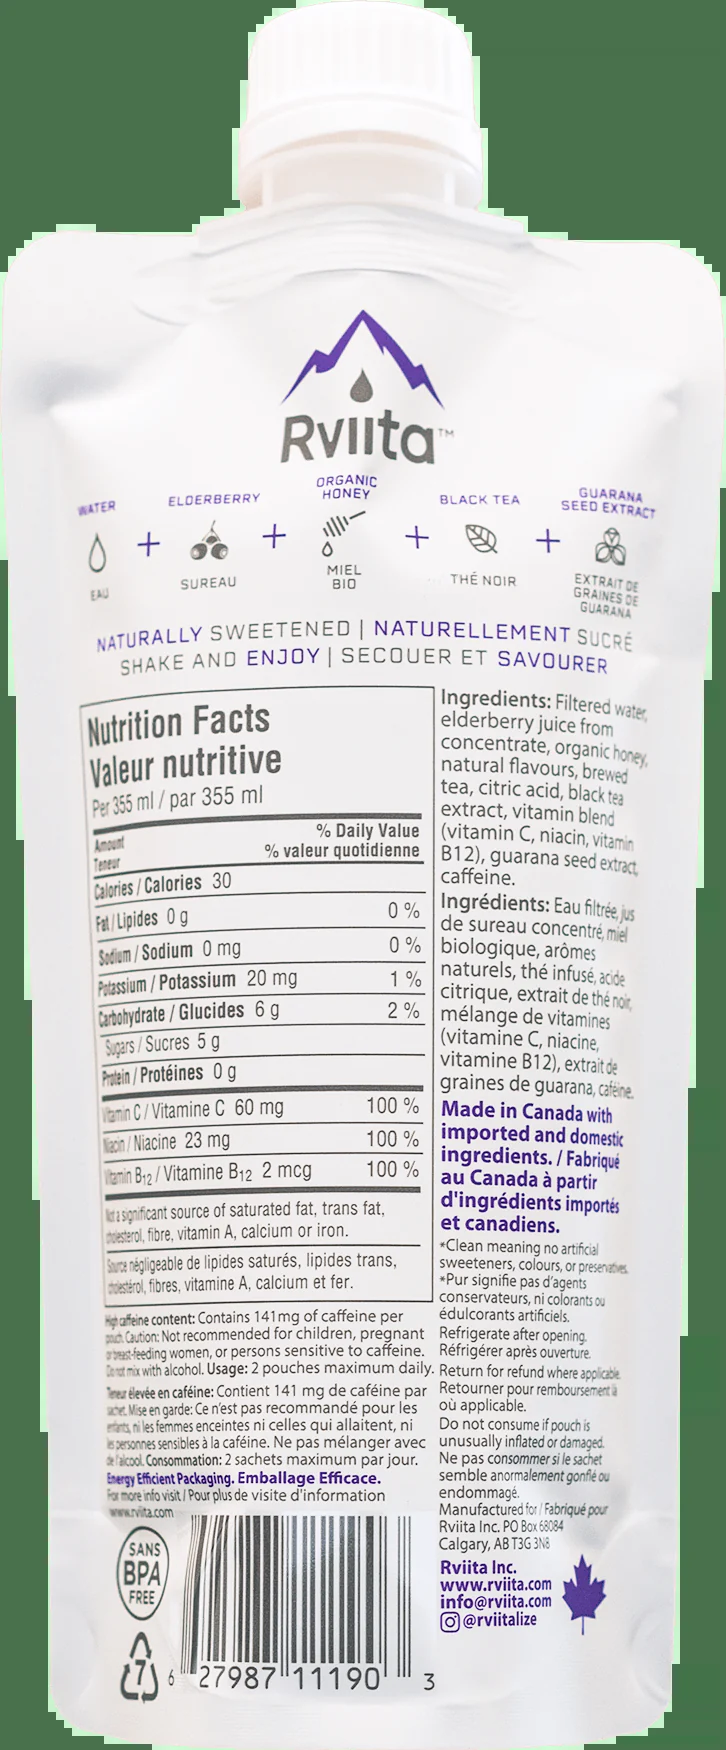 Rviita™
WATER
EAU
ELDERBERRY
SUREAU
ORGANIC
HONEY
MIEL
BIO
BLACK TEA
THÉ NOIR
GUARANA
SEED EXTRACT
EXTRAIT DE
GRAINES DE
GUARANA
NATURALLY SWEETENED | NATURELLEMENT SUCRÉ
SHAKE AND ENJOY | SECOUER ET SAVOURER
Nutrition Facts
Valeur nutritive
Per 355 ml / par 355 ml
Amount
Teneur
% Daily Value
% valeur quotidienne
Calories / Calories 30
Fat / Lipides 0 g 0 %
Sodium / Sodium 0 mg 0 %
Potassium / Potassium 20 mg 1 %
Carbohydrate / Glucides 6 g 2 %
Sugars / Sucres 5 g
Protein / Protéines 0 g
Vitamin C / Vitamine C 60 mg 100 %
Niacin / Niacine 23 mg 100 %
Vitamin B12 / Vitamine B12 2 mcg 100 %
Not a significant source of saturated fat, trans fat,
cholesterol, fibre, vitamin A, calcium or iron.
Source négligeable de lipides saturés, lipides trans,
cholestérol, fibres, vitamine A, calcium et fer.
High caffeine content: Contains 141mg of caffeine per
pouch. Caution: Not recommended for children, pregnant
or breast-feeding women, or persons sensitive to caffeine.
Do not mix with alcohol. Usage: 2 pouches maximum daily.
Teneur élevée en caféine: Contient 141 mg de caféine par
sachet. Mise en garde: Ce n'est pas recommandé pour les
enfants, ni les femmes enceintes ni celles qui allaitent, ni
les personnes sensibles à la caféine. Ne pas mélanger avec
de l'alcool. Consommation: 2 sachets maximum par jour.
Energy Efficient Packaging. Emballage Efficace.
For more info visit / Pour plus de visite d'information
www.rviita.com
SANS
BPA
FREE
7
6 27987 11190 3
Ingredients: Filtered water,
elderberry juice from
concentrate, organic honey,
natural flavours, brewed
tea, citric acid, black tea
extract, vitamin blend
(vitamin C, niacin, vitamin
B12), guarana seed extract,
caffeine.
Ingrédients: Eau filtrée, jus
de sureau concentré, miel
biologique, arômes
naturels, thé infusé, acide
citrique, extrait de thé noir,
mélange de vitamines
(vitamine C, niacine,
vitamine B12), extrait de
graines de guarana, caféine.
Made in Canada with
imported and domestic
ingredients. / Fabriqué
au Canada à partir
d'ingrédients importés
et canadiens.
*Clean meaning no artificial
sweeteners, colours, or preservatives.
*Pur signifie pas d'agents
conservateurs, ni colorants ou
édulcorants artificiels.
Refrigerate after opening.
Réfrigérer après ouverture.
Return for refund where applicable.
Retourner pour remboursement là
où applicable.
Do not consume if pouch is
unusually inflated or damaged.
Ne pas consommer si le sachet
semble anormalement gonflé ou
endommagé.
Manufactured for / Fabriqué pour
Rviita Inc. PO Box 68084
Calgary, AB T3G 3N8
Rviita Inc.
www.rviita.com
info@rviita.com
@rviitalize